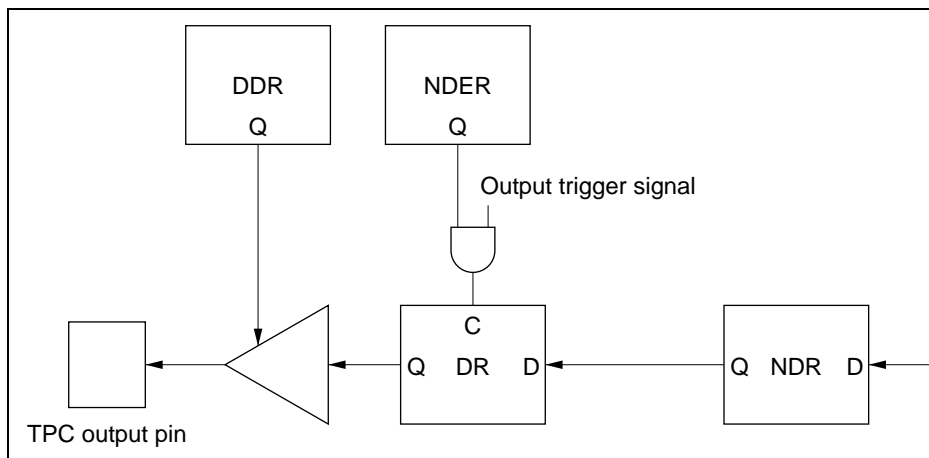 DDR
Q
NDER
Q
Output trigger signal
C
Q DR D
Q NDR D
TPC output pin